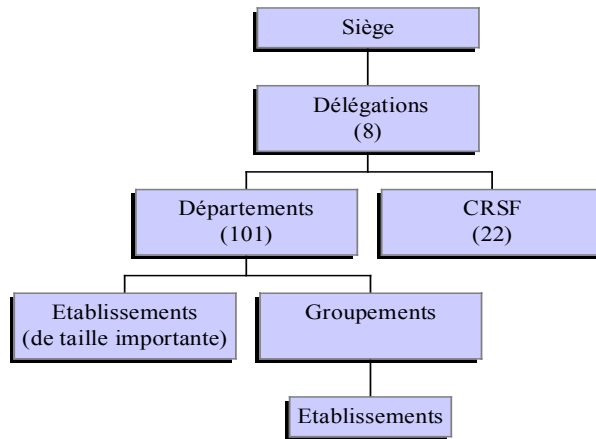 Siège
Délégations
(8)
Départements
(101)
CRSF
(22)
Etablissements
(de taille importante)
Groupements
Etablissements